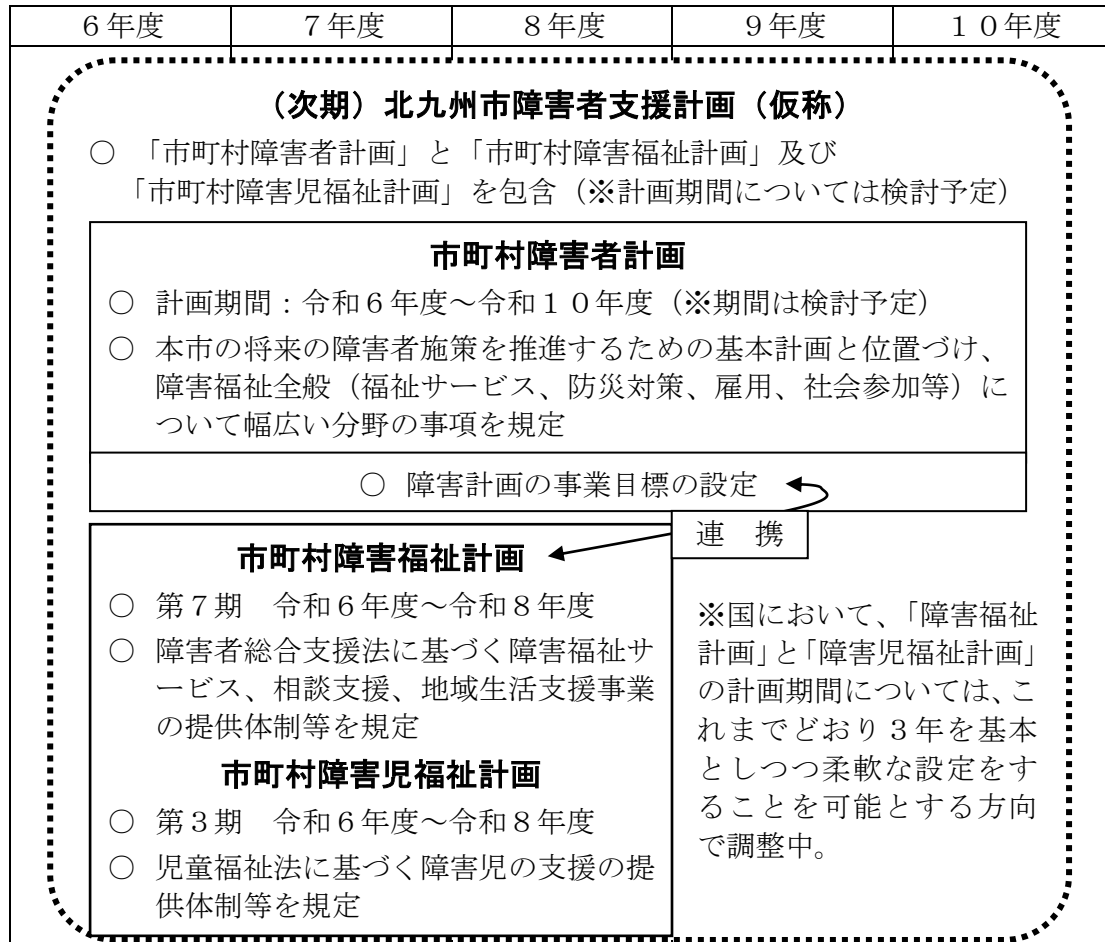 ６年度 ７年度 ８年度 ９年度 １０年度
（次期）北九州市障害者支援計画（仮称）
○ 「市町村障害者計画」と「市町村障害福祉計画」及び
「市町村障害児福祉計画」を包含（※計画期間については検討予定）
市町村障害者計画
○ 計画期間：令和６年度～令和１０年度（※期間は検討予定）
○ 本市の将来の障害者施策を推進するための基本計画と位置づけ、
障害福祉全般（福祉サービス、防災対策、雇用、社会参加等）に
ついて幅広い分野の事項を規定
○ 障害計画の事業目標の設定
連 携
市町村障害福祉計画
○ 第７期 令和６年度～令和８年度
○ 障害者総合支援法に基づく障害福祉サ
ービス、相談支援、地域生活支援事業
の提供体制等を規定
市町村障害児福祉計画
○ 第３期 令和６年度～令和８年度
○ 児童福祉法に基づく障害児の支援の提
供体制等を規定
※国において、「障害福祉
計画」と「障害児福祉計画」
の計画期間については、こ
れまでどおり３年を基本
としつつ柔軟な設定をす
ることを可能とする方向
で調整中。